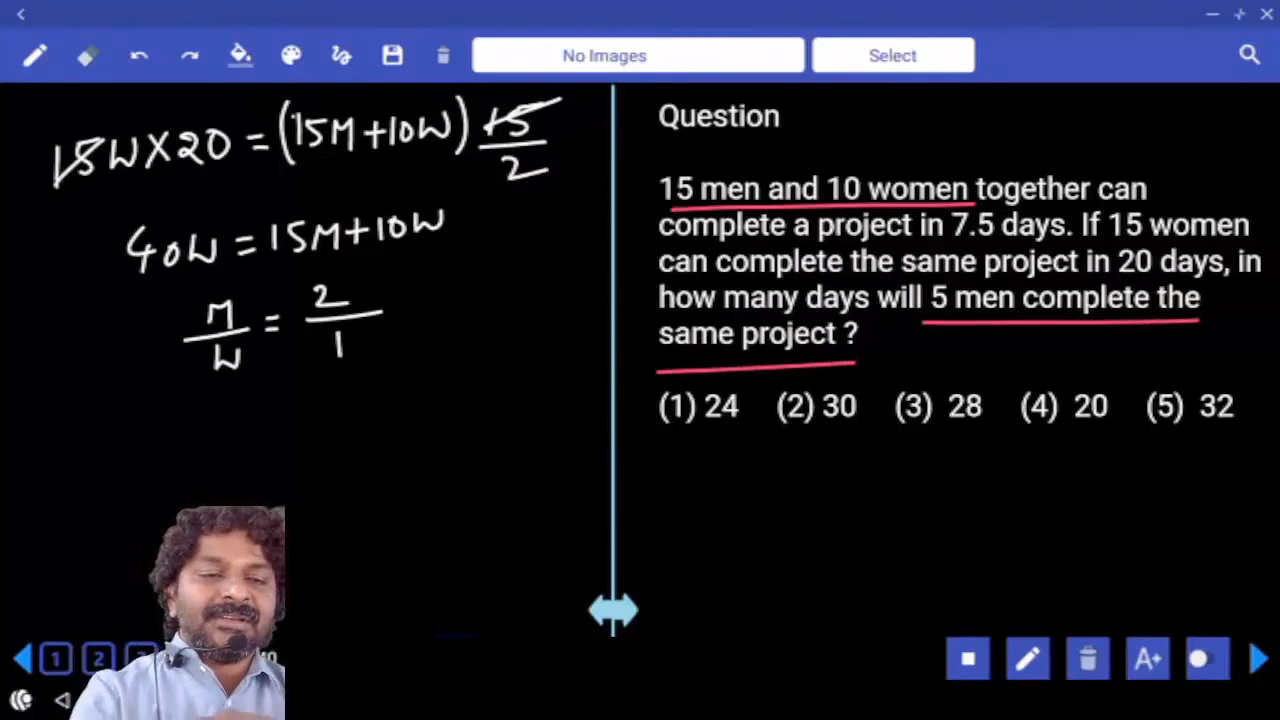 No Images
Select
15W×20=(15M+10W) 15/2
40W=15M+10W
M/W = 2/1
Question
15 men and 10 women together can
complete a project in 7.5 days. If 15 women
can complete the same project in 20 days, in
how many days will 5 men complete the
same project ?
(1) 24 (2) 30 (3) 28 (4) 20 (5) 32
1 2
A+